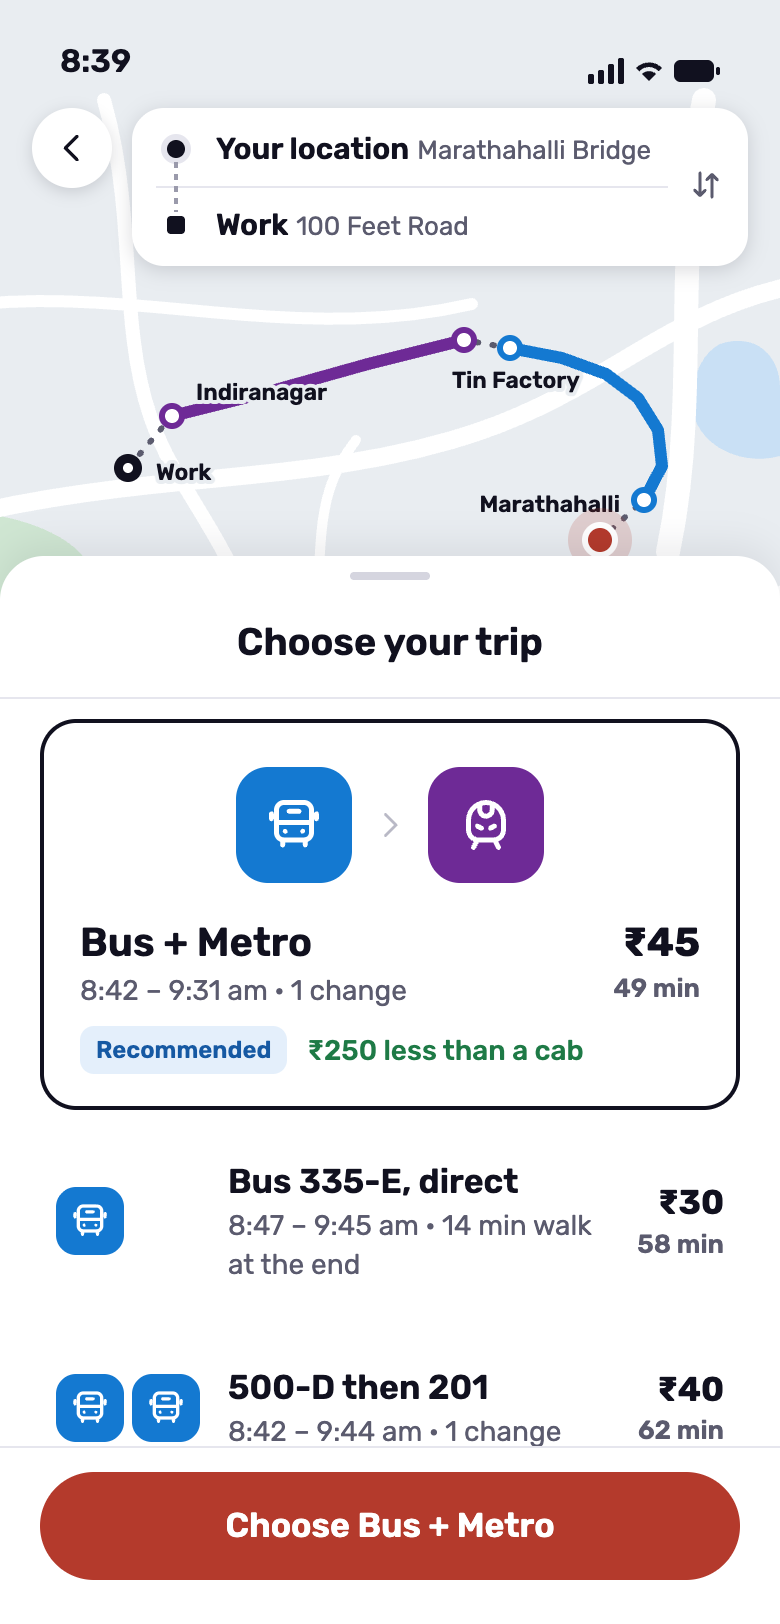 8:39
Your location Marathahalli Bridge
Work 100 Feet Road
Tin Factory
Indiranagar
Work
Marathahalli
Choose your trip
Bus + Metro ₹45
8:42 – 9:31 am • 1 change 49 min
Recommended ₹250 less than a cab
Bus 335-E, direct ₹30
8:47 – 9:45 am • 14 min walk 58 min
at the end
500-D then 201 ₹40
8:42 – 9:44 am • 1 change 62 min
Choose Bus + Metro